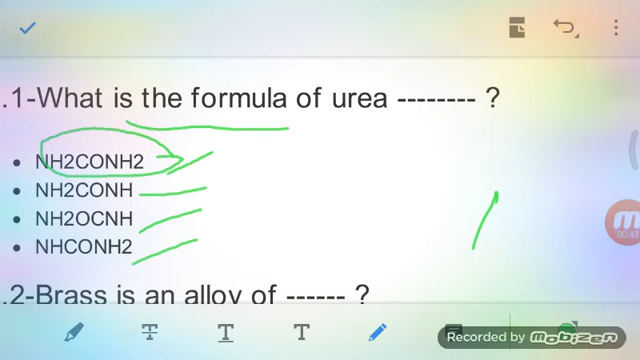 .1-What is the formula of urea -------- ?
• NH2CONH2
• NH2CONH
• NH2OCNH
• NHCONH2
.2-Brass is an alloy of ------ ?
T T T
00:43
Recorded by mobizen